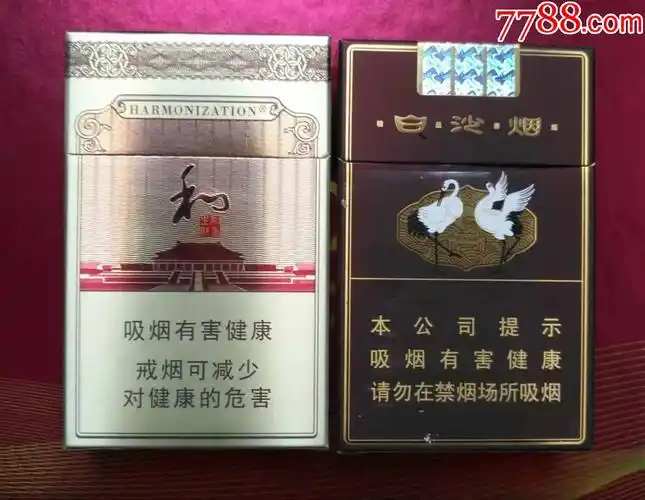 7788.com
HARMONIZATION®
和
吸烟有害健康
戒烟可减少
对健康的危害
白沙烟
本公司提示
吸烟有害健康
请勿在禁烟场所吸烟